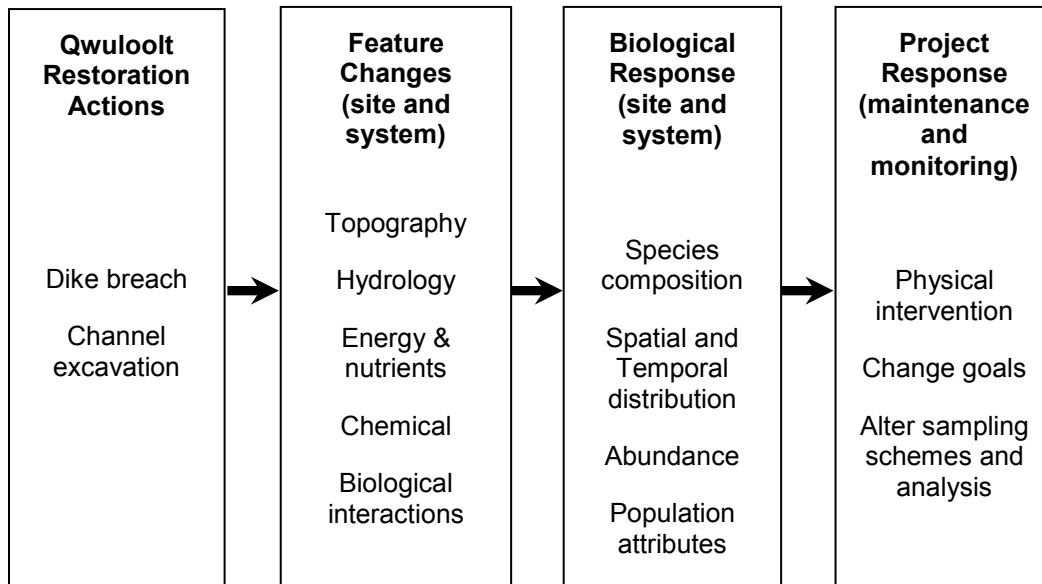 Qwuloolt
Restoration
Actions
Dike breach
Channel
excavation
Feature
Changes
(site and
system)
Topography
Hydrology
Energy &
nutrients
Chemical
Biological
interactions
Biological
Response
(site and
system)
Species
composition
Spatial and
Temporal
distribution
Abundance
Population
attributes
Project
Response
(maintenance
and
monitoring)
Physical
intervention
Change goals
Alter sampling
schemes and
analysis